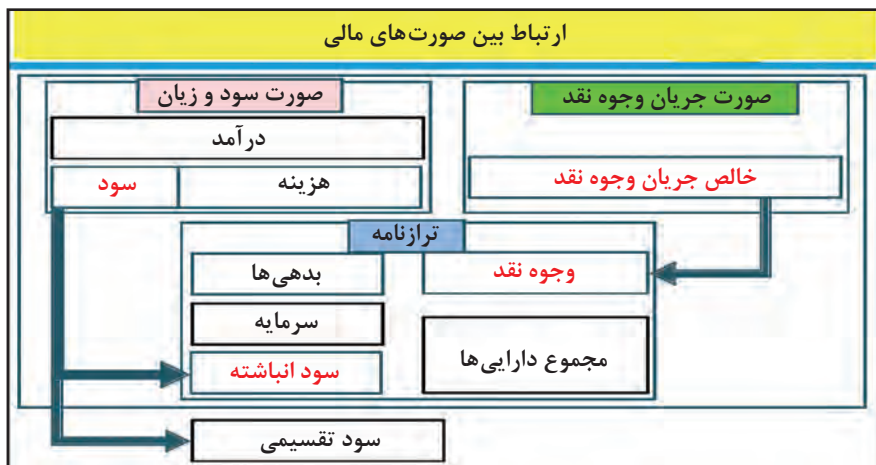 ارتباط بین صورت‌های مالی
صورت جریان وجوه نقد
صورت سود و زیان
درآمد
خالص جریان وجوه نقد
هزینه
سود
ترازنامه
وجوه نقد
بدهی‌ها
سرمایه
مجموع دارایی‌ها
سود انباشته
سود تقسیمی